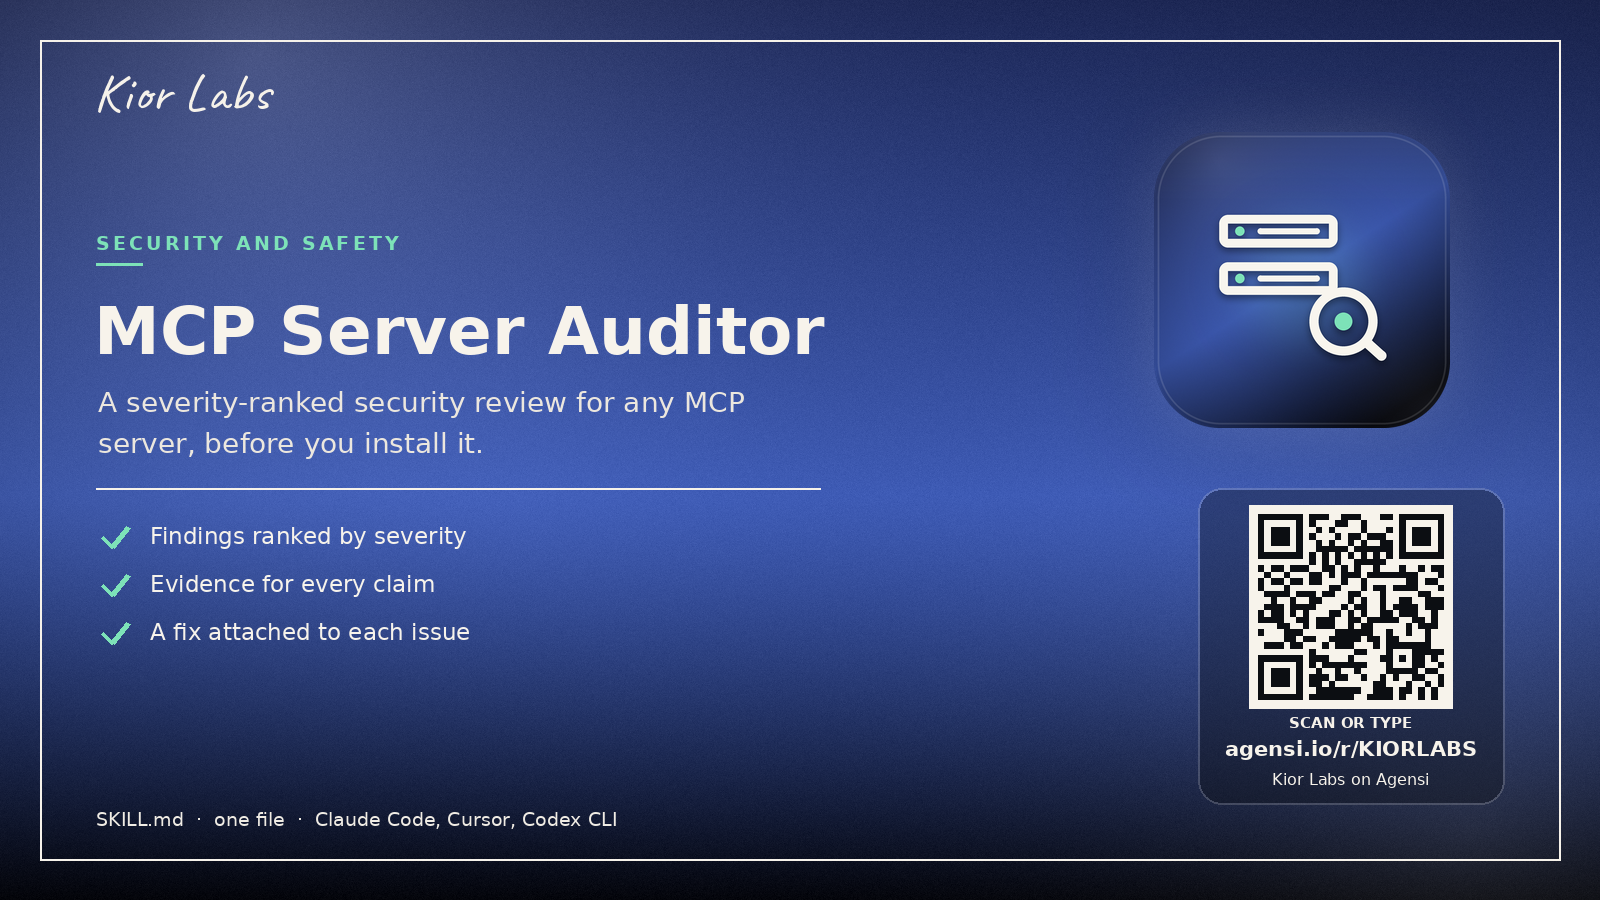 Kior Labs
SECURITY AND SAFETY
MCP Server Auditor
A severity-ranked security review for any MCP
server, before you install it.
Findings ranked by severity
Evidence for every claim
A fix attached to each issue
SCAN OR TYPE
agensi.io/r/KIORLABS
Kior Labs on Agensi
SKILL.md · one file · Claude Code, Cursor, Codex CLI